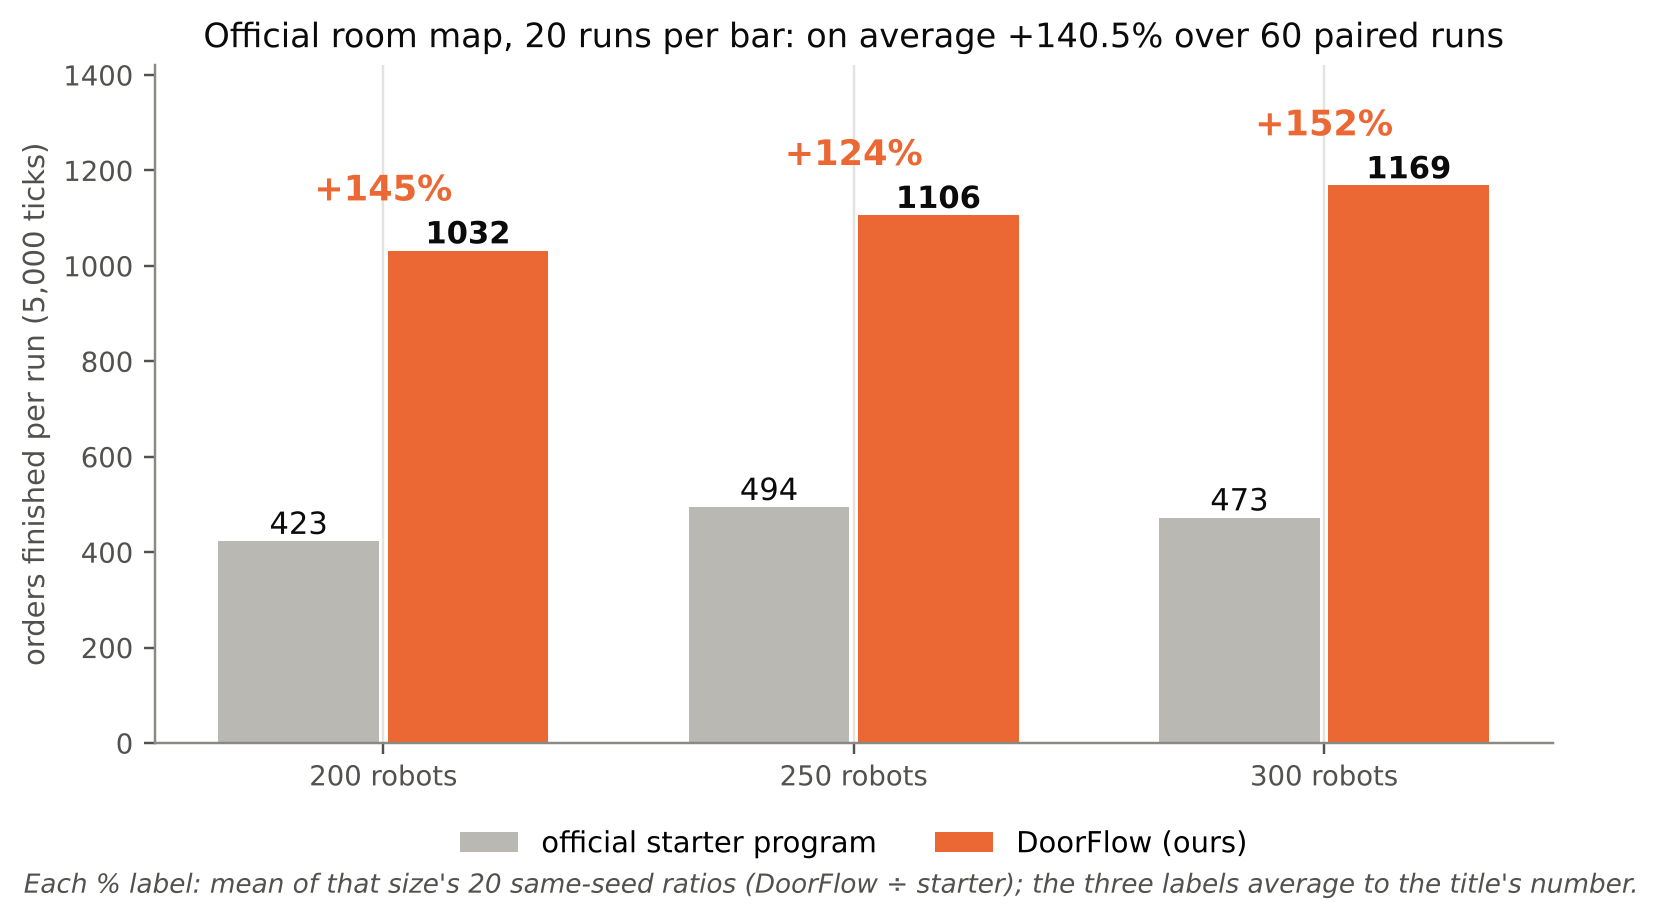 Official room map, 20 runs per bar: on average +140.5% over 60 paired runs
orders finished per run (5,000 ticks)
1400
1200
1000
800
600
400
200
0
+145%
+124%
+152%
423
1032
494
1106
473
1169
200 robots
250 robots
300 robots
official starter program
DoorFlow (ours)
Each % label: mean of that size's 20 same-seed ratios (DoorFlow ÷ starter); the three labels average to the title's number.